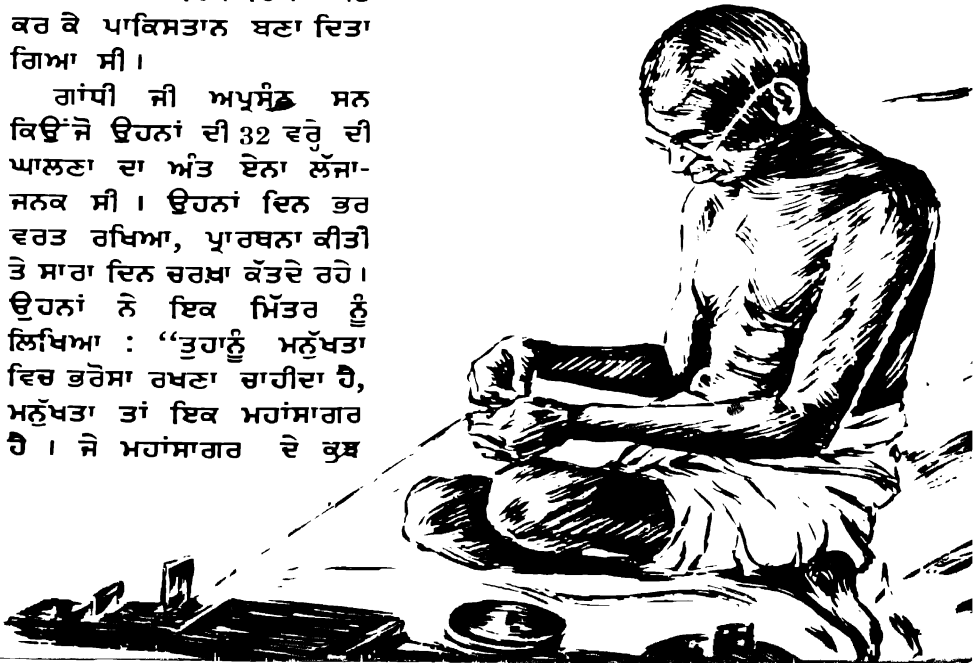 ਕਰ ਕੇ ਪਾਕਿਸਤਾਨ ਬਣਾ ਦਿਤਾ
ਗਿਆ ਸੀ ।
ਗਾਂਧੀ ਜੀ ਅਪ੍ਰਸੰਨ ਸਨ
ਕਿਉਂਜੋ ਉਹਨਾਂ ਦੀ 32 ਵਰ੍ਹੇ ਦੀ
ਘਾਲਣਾ ਦਾ ਅੰਤ ਏਨਾ ਲੱਜਾ-
ਜਨਕ ਸੀ । ਉਹਨਾਂ ਦਿਨ ਭਰ
ਵਰਤ ਰਖਿਆ, ਪ੍ਰਾਰਥਨਾ ਕੀਤੀ
ਤੇ ਸਾਰਾ ਦਿਨ ਚਰਖ਼ਾ ਕੱਤਦੇ ਰਹੇ ।
ਉਹਨਾਂ ਨੇ ਇਕ ਮਿੱਤਰ ਨੂੰ
ਲਿਖਿਆ : “ਤੁਹਾਨੂੰ ਮਨੁੱਖਤਾ
ਵਿਚ ਭਰੋਸਾ ਰਖਣਾ ਚਾਹੀਦਾ ਹੈ,
ਮਨੁੱਖਤਾ ਤਾਂ ਇਕ ਮਹਾਂਸਾਗਰ
ਹੈ । ਜੇ ਮਹਾਂਸਾਗਰ ਦੇ ਕੁਝ